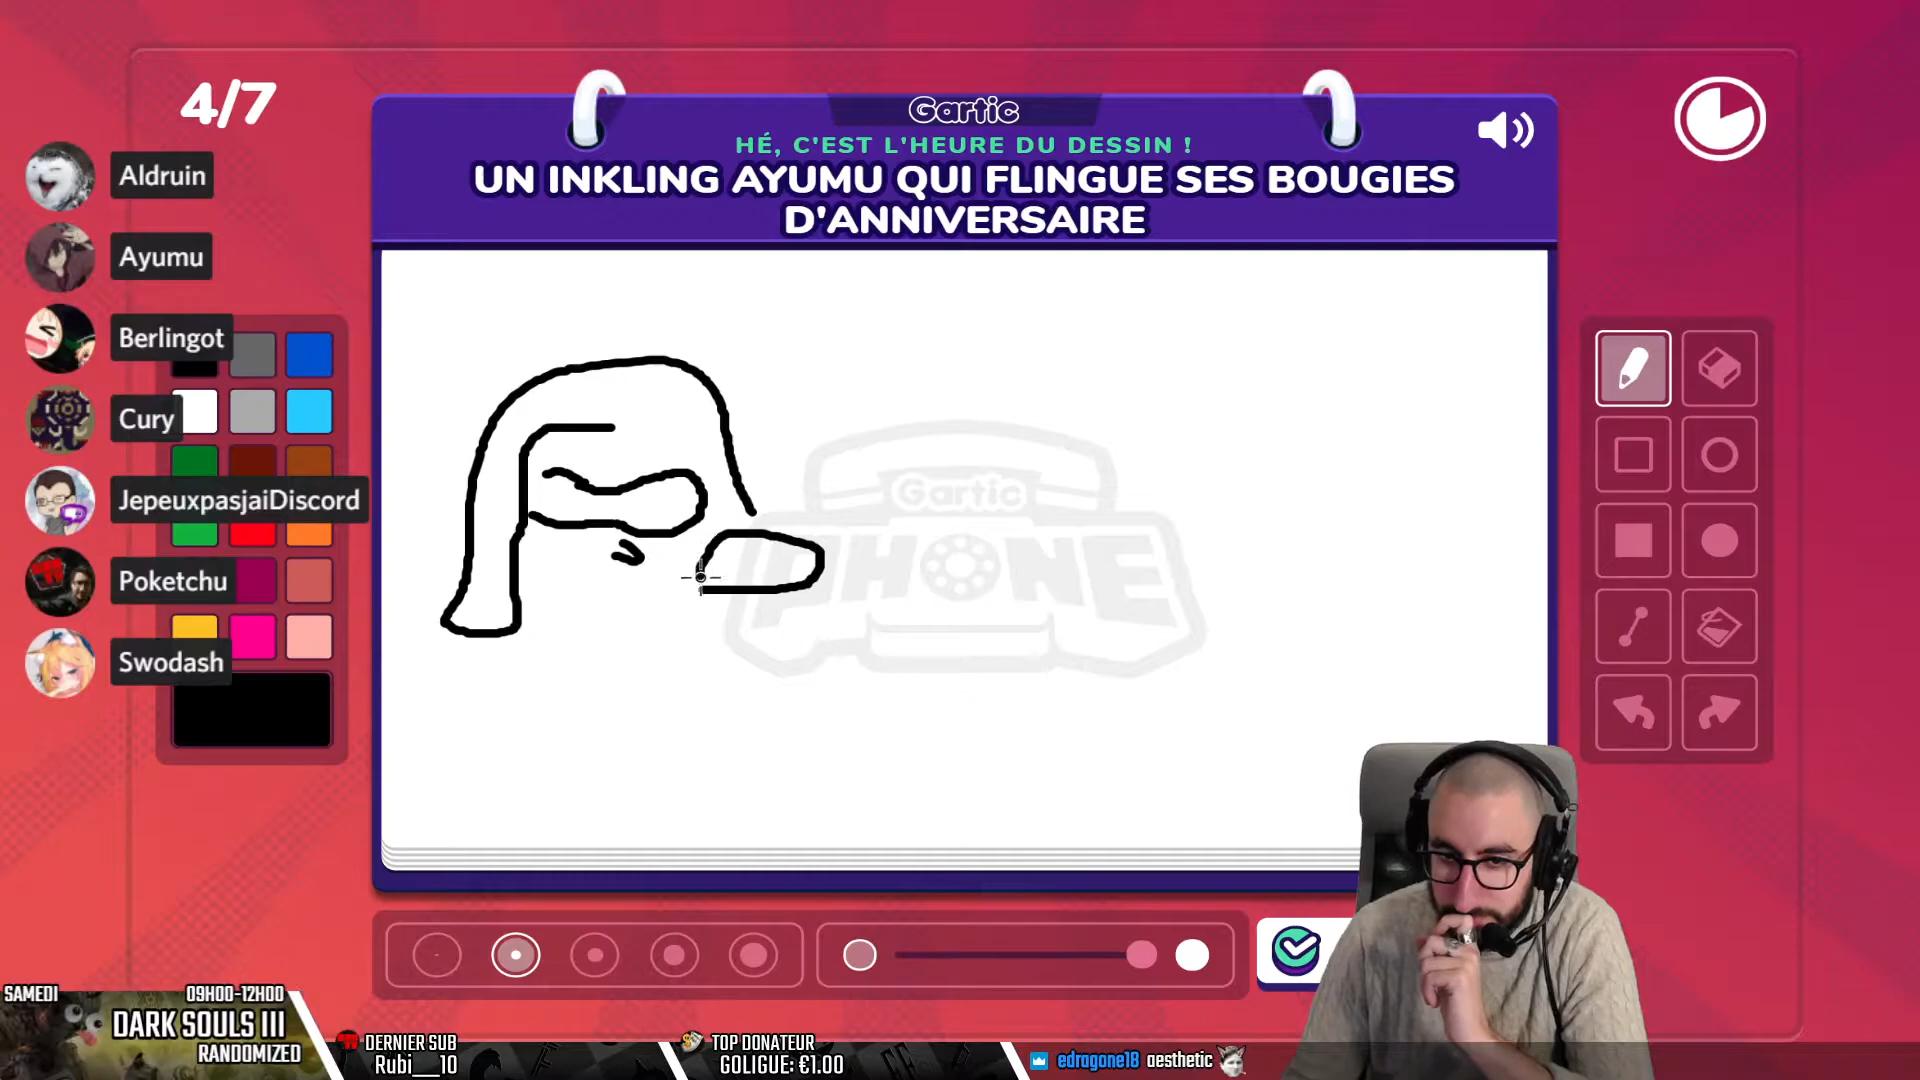 4/7
Gartic
HÉ, C'EST L'HEURE DU DESSIN !
UN INKLING AYUMU QUI FLINGUE SES BOUGIES
D'ANNIVERSAIRE
Aldruin
Ayumu
Berlingot
Cury
JepeuxpasjaiDiscord
Poketchu
Swodash
Gartic
PHONE
SAMEDI
09H00-12H00
DARK SOULS III
RANDOMIZED
DERNIER SUB
Rubi__10
TOP DONATEUR
GOLIGUE: €1.00
edragone18 aesthetic